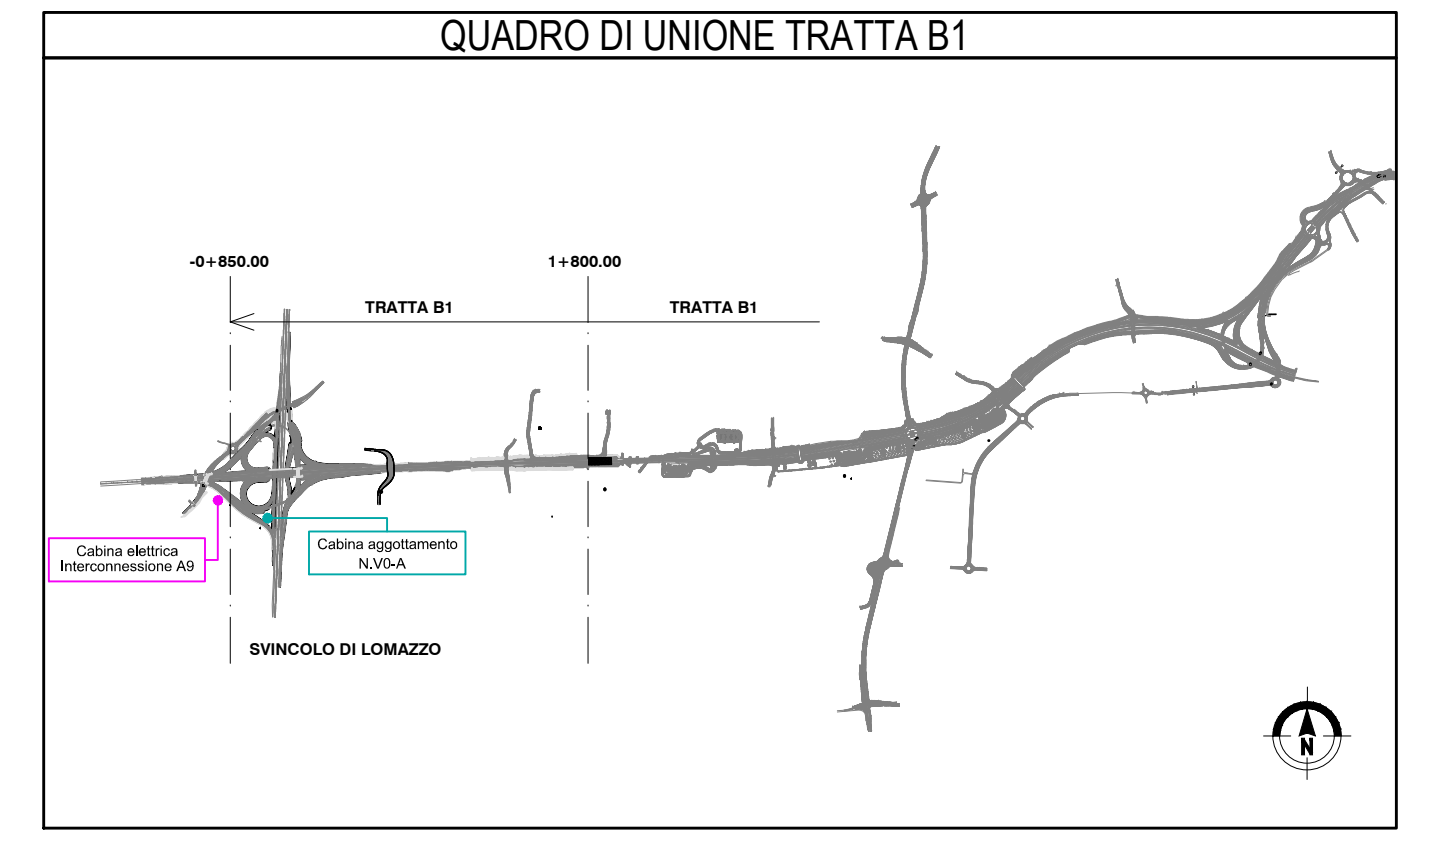 QUADRO DI UNIONE TRATTA B1
-0+850.00
1+800.00
TRATTA B1
TRATTA B1
Cabina elettrica
Interconnessione A9
Cabina aggottamento
N.V0-A
SVINCOLO DI LOMAZZO
N